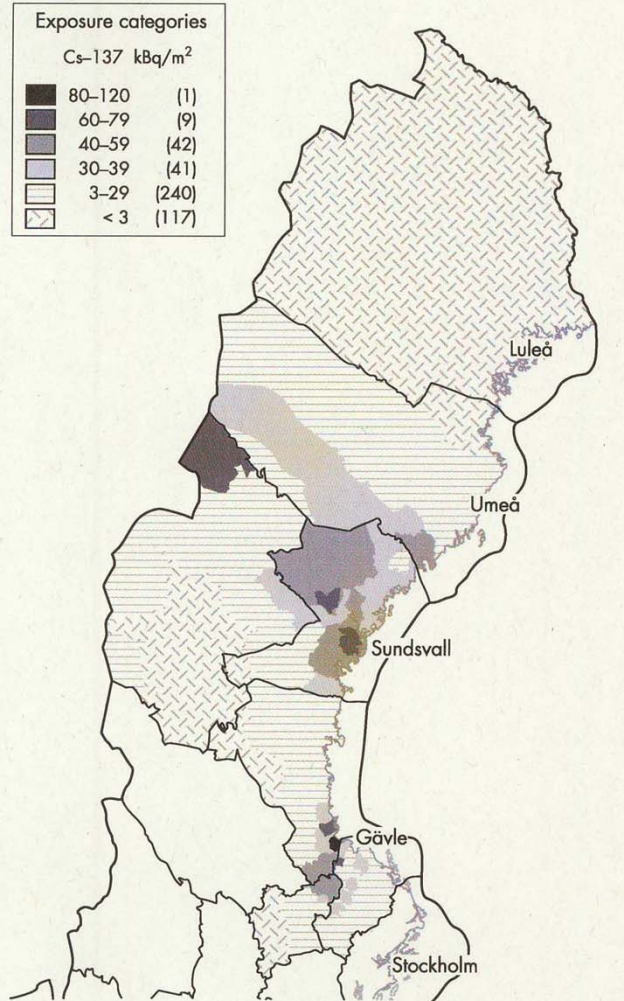 Exposure categories
Cs–137 kBq/m²
80–120 (1)
60–79 (9)
40–59 (42)
30–39 (41)
3–29 (240)
< 3 (117)
Luleå
Umeå
Sundsvall
Gävle
Stockholm